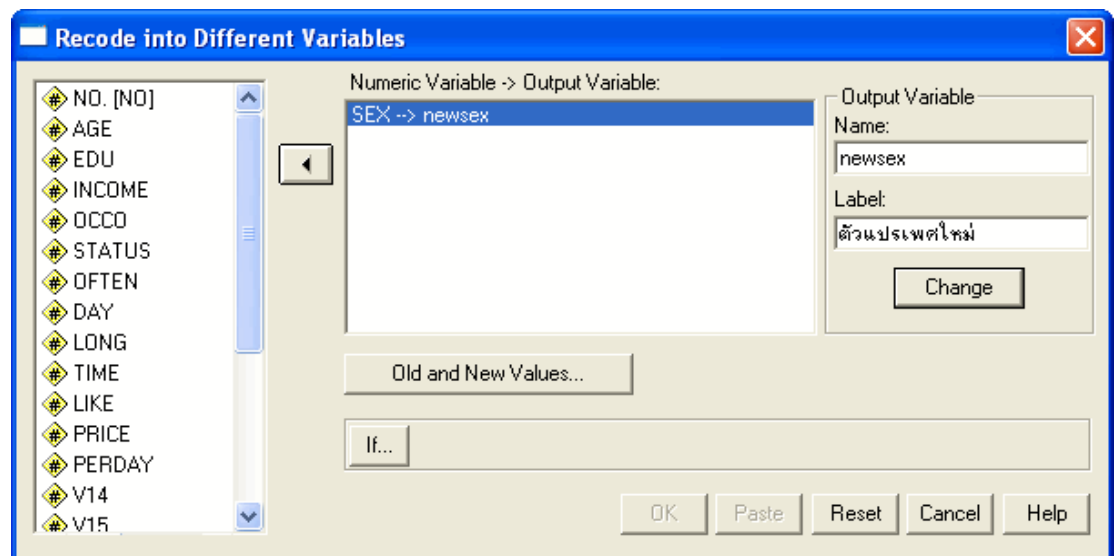 Recode into Different Variables
NO. [NO]
AGE
EDU
INCOME
OCCO
STATUS
OFTEN
DAY
LONG
TIME
LIKE
PRICE
PERDAY
V14
V15
Numeric Variable -> Output Variable:
SEX --> newsex
Output Variable
Name:
newsex
Label:
ตัวแปรเพศใหม่
Change
Old and New Values...
If...
OK
Paste
Reset
Cancel
Help